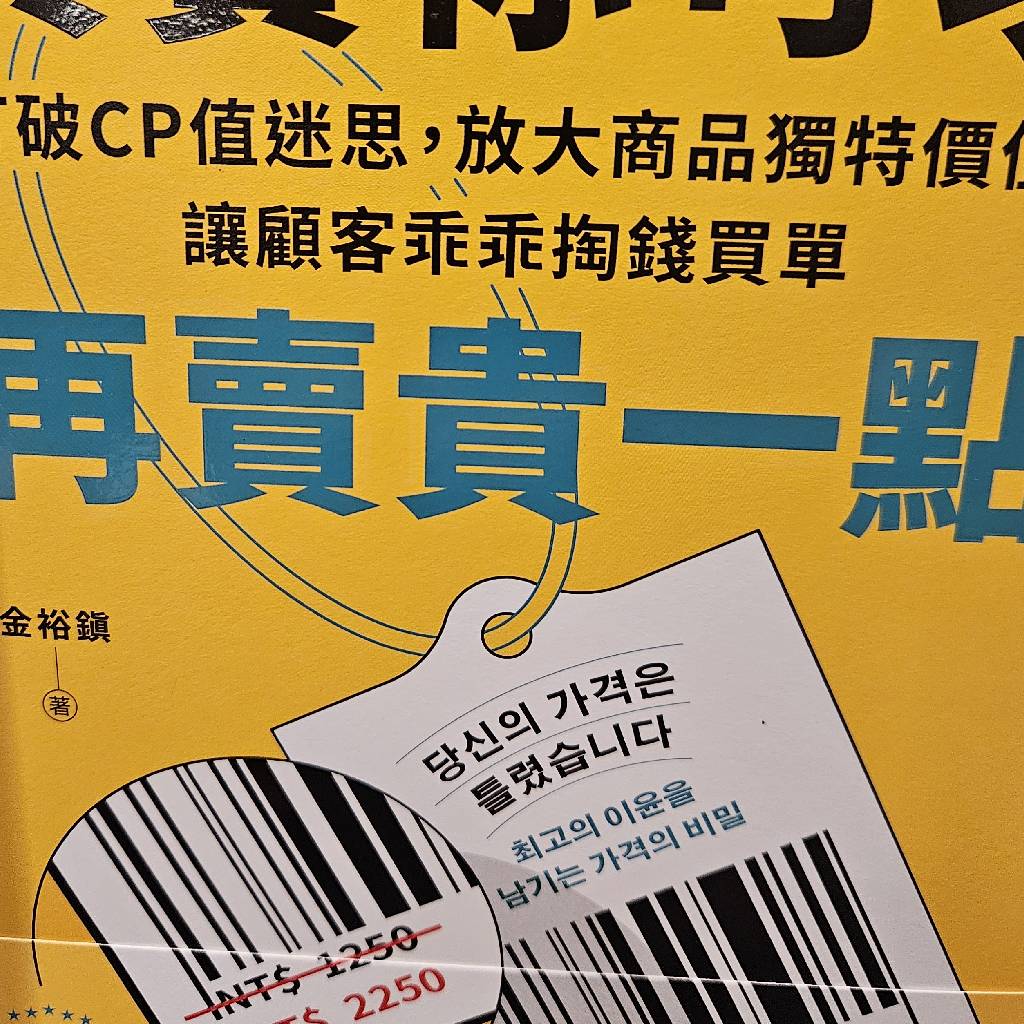 破CP值迷思，放大商品獨特價
讓顧客乖乖掏錢買單
再賣貴一點
金裕鎭
著
당신의 가격은
틀렸습니다
최고의 이윤을
남기는 가격의 비밀
NT$ 1250
NT$ 2250